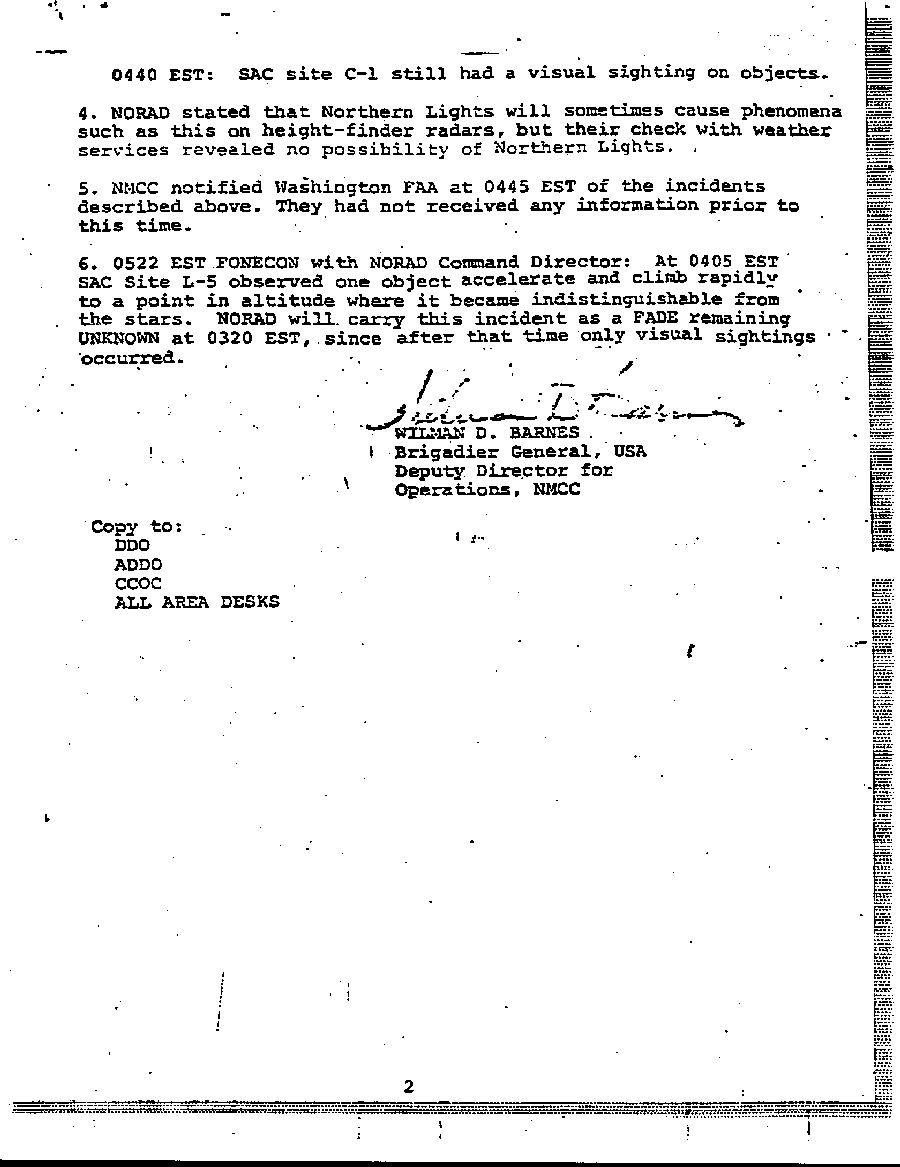 0440 EST: SAC site C-1 still had a visual sighting on objects.
4. NORAD stated that Northern Lights will sometimes cause phenomena
such as this on height-finder radars, but their check with weather
services revealed no possibility of Northern Lights.
5. NMCC notified Washington FAA at 0445 EST of the incidents
described above. They had not received any information prior to
this time.
6. 0522 EST FONECON with NORAD Command Director: At 0405 EST
SAC Site L-5 observed one object accelerate and climb rapidly
to a point in altitude where it became indistinguishable from
the stars. NORAD will carry this incident as a FADE remaining
UNKNOWN at 0320 EST, since after that time only visual sightings
occurred.
WILMAN D. BARNES
Brigadier General, USA
Deputy Director for
Operations, NMCC
Copy to:
DDO
ADDO
CCOC
ALL AREA DESKS
2